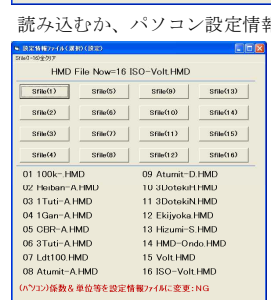 読み込むか、パソコン設定情報
設定情報ファイル(選択)(設定)
Sfile(1-16)全クリア
HMD File Now=16 ISO-Volt.HMD
Sfile(1) Sfile(5) Sfile(9) Sfile(13)
Sfile(2) Sfile(6) Sfile(10) Sfile(14)
Sfile(3) Sfile(7) Sfile(11) Sfile(15)
Sfile(4) Sfile(8) Sfile(12) Sfile(16)
01 100k-.HMD 09 Atumit-D.HMD
02 Heiban-A.HMD 10 3DotekiH.HMD
03 1Tuti-A.HMD 11 3DotekiN.HMD
04 1Gan-A.HMD 12 Ekijyoka.HMD
05 CBR-A.HMD 13 Hizumi-S.HMD
06 3Tuti-A.HMD 14 HMD-Ondo.HMD
07 Ldt100.HMD 15 Volt.HMD
08 Atumit-A.HMD 16 ISO-Volt.HMD
(パソコン)係数&単位等を設定情報ファイルに変更:NG